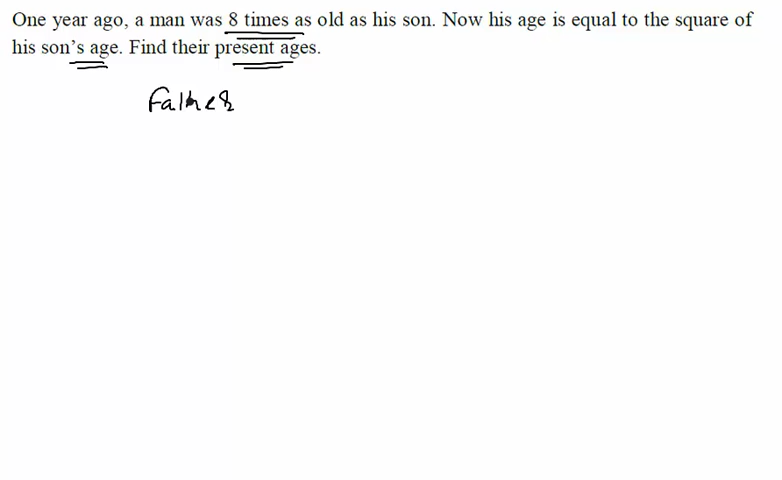 One year ago, a man was 8 times as old as his son. Now his age is equal to the square of
his son's age. Find their present ages.
Father